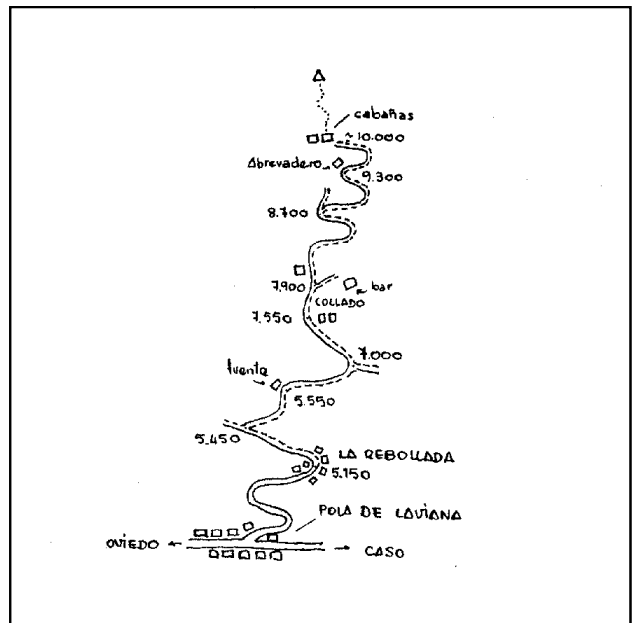 cabañas
~10.000
Abrevadero
9.300
8.700
7.900
bar
COLLADO
7.550
7.000
fuente
5.550
5.450
LA REBOLLADA
5.150
POLA DE LAVIANA
OVIEDO
CASO